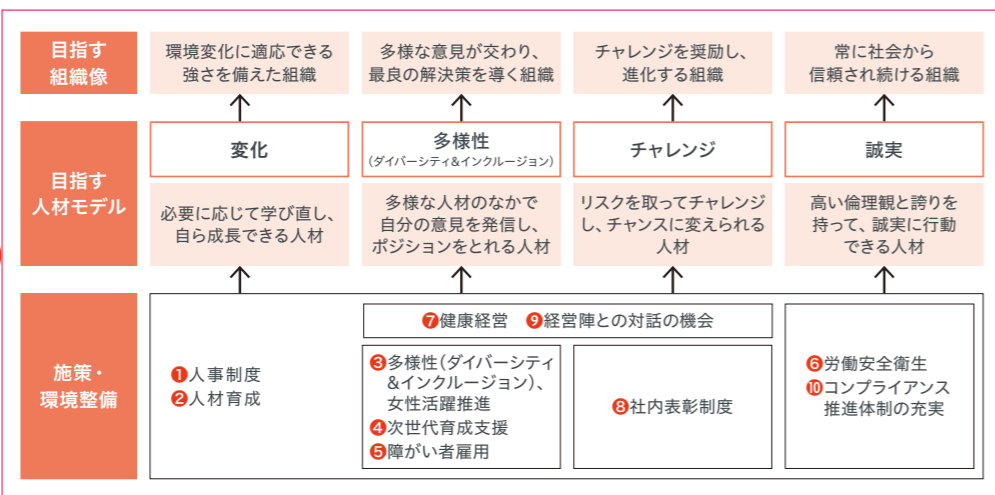 目指す
組織像
環境変化に適応できる
強さを備えた組織
多様な意見が交わり、
最良の解決策を導く組織
チャレンジを奨励し、
進化する組織
常に社会から
信頼され続ける組織
目指す
人材モデル
変化
多様性
(ダイバーシティ&インクルージョン)
チャレンジ
誠実
必要に応じて学び直し、
自ら成長できる人材
多様な人材のなかで
自分の意見を発信し、
ポジションをとれる人材
リスクを取ってチャレンジ
し、チャンスに変えられる
人材
高い倫理観と誇りを
持って、誠実に行動
できる人材
施策・
環境整備
❶人事制度
❷人材育成
❼健康経営 ❾経営陣との対話の機会
❸多様性(ダイバーシティ
&インクルージョン)、
女性活躍推進
❹次世代育成支援
❺障がい者雇用
❽社内表彰制度
❻労働安全衛生
❿コンプライアンス
推進体制の充実